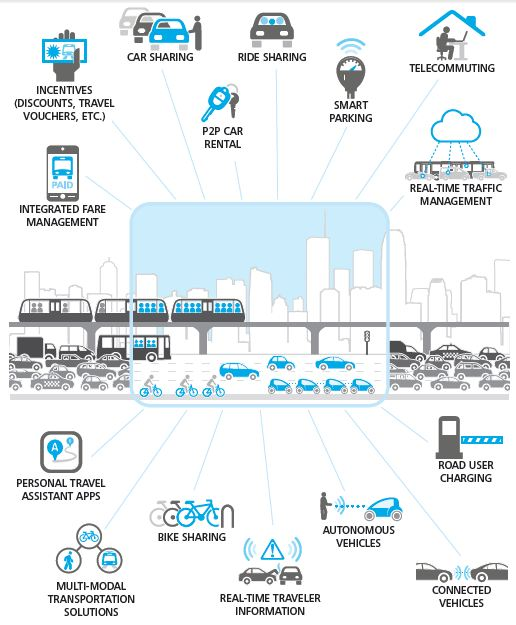 CAR SHARING
RIDE SHARING
TELECOMMUTING
INCENTIVES
(DISCOUNTS, TRAVEL
VOUCHERS, ETC.)
P2P CAR
RENTAL
SMART
PARKING
PAID
INTEGRATED FARE
MANAGEMENT
REAL-TIME TRAFFIC
MANAGEMENT
A
PERSONAL TRAVEL
ASSISTANT APPS
ROAD USER
CHARGING
BIKE SHARING
AUTONOMOUS
VEHICLES
MULTI-MODAL
TRANSPORTATION
SOLUTIONS
REAL-TIME TRAVELER
INFORMATION
CONNECTED
VEHICLES